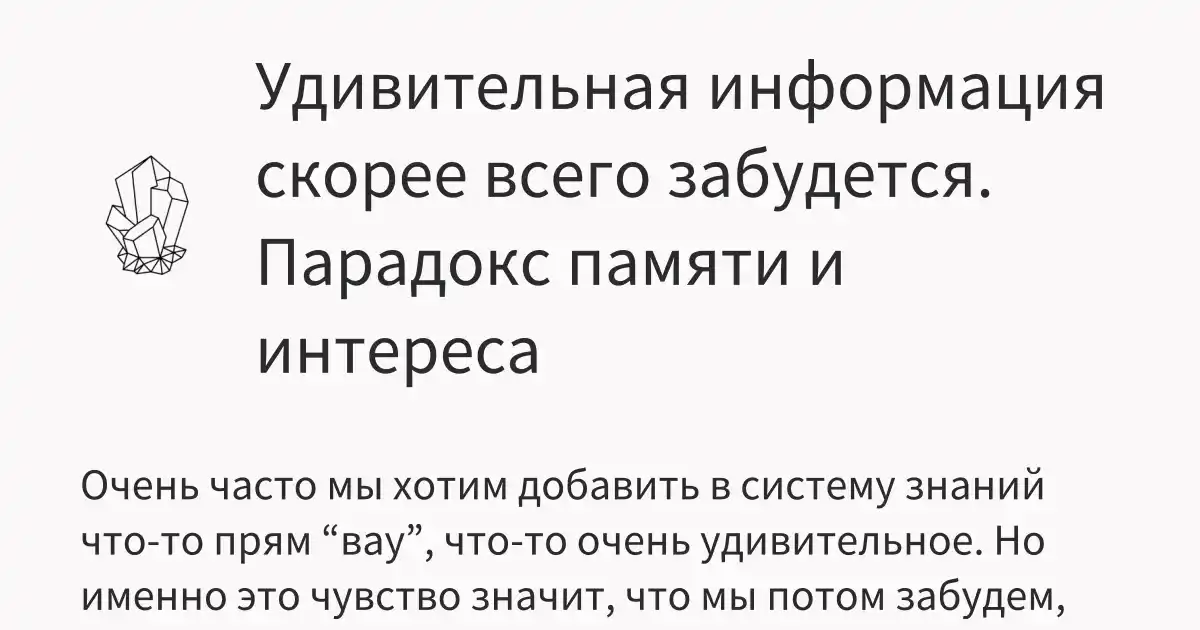 Удивительная информация
скорее всего забудется.
Парадокс памяти и
интереса
Очень часто мы хотим добавить в систему знаний
что-то прям “вау”, что-то очень удивительное. Но
именно это чувство значит, что мы потом забудем,